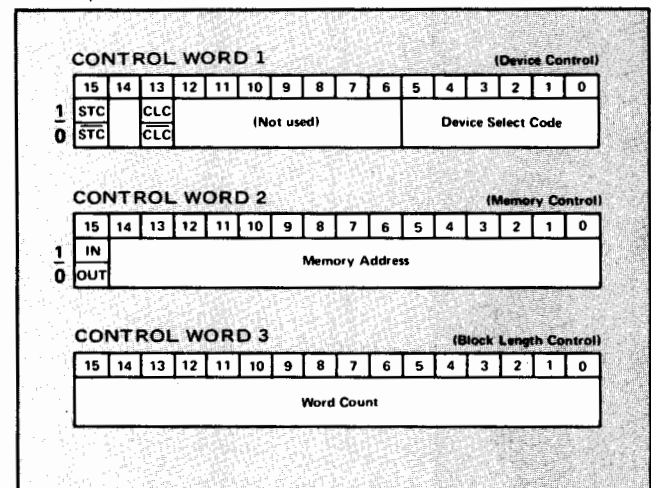 CONTROL WORD 1 (Device Control)
15 14 13 12 11 10 9 8 7 6 5 4 3 2 1 0
1 STC CLC (Not used) Device Select Code
0 S̅T̅C̅ C̅L̅C̅
CONTROL WORD 2 (Memory Control)
15 14 13 12 11 10 9 8 7 6 5 4 3 2 1 0
1 IN Memory Address
0 OUT
CONTROL WORD 3 (Block Length Control)
15 14 13 12 11 10 9 8 7 6 5 4 3 2 1 0
Word Count